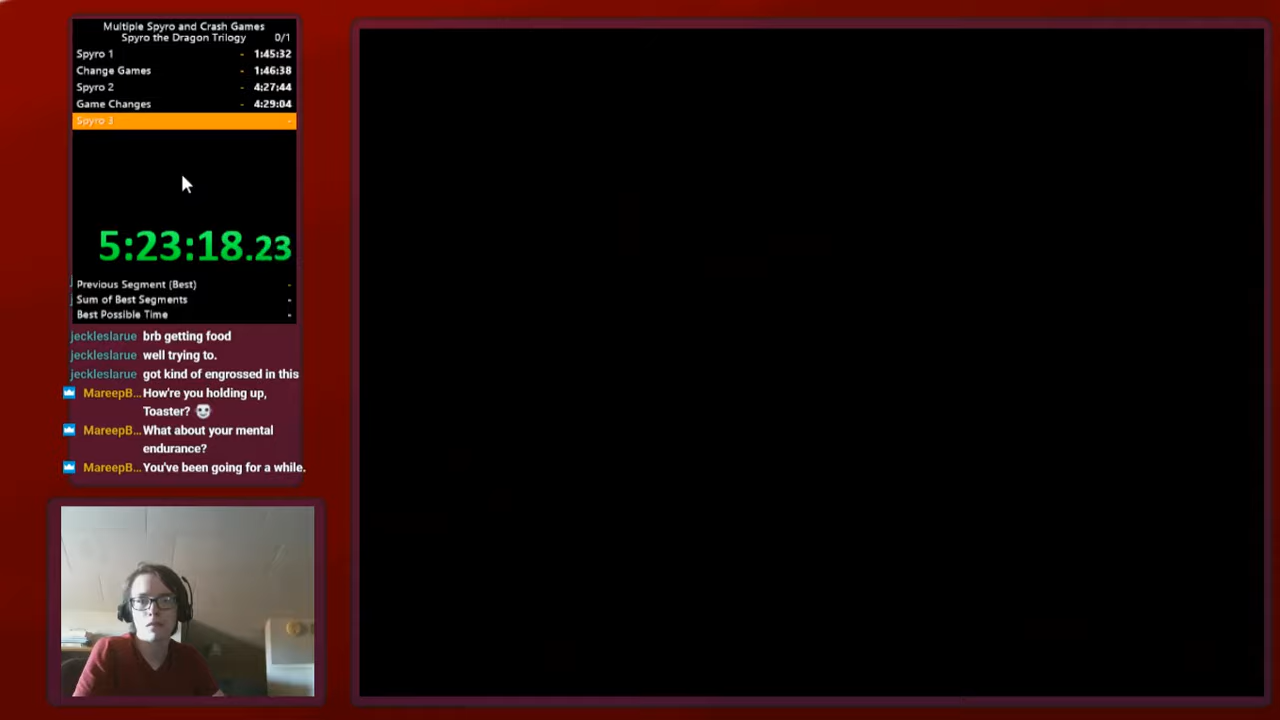 Multiple Spyro and Crash Games
Spyro the Dragon Trilogy 0/1
Spyro 1 - 1:45:32
Change Games - 1:46:38
Spyro 2 - 4:27:44
Game Changes - 4:29:04
Spyro 3 -
5:23:18.23
Previous Segment (Best) -
Sum of Best Segments -
Best Possible Time -
jeckleslarue brb getting food
jeckleslarue well trying to.
jeckleslarue got kind of engrossed in this
MareepB... How're you holding up,
Toaster?
MareepB... What about your mental
endurance?
MareepB... You've been going for a while.